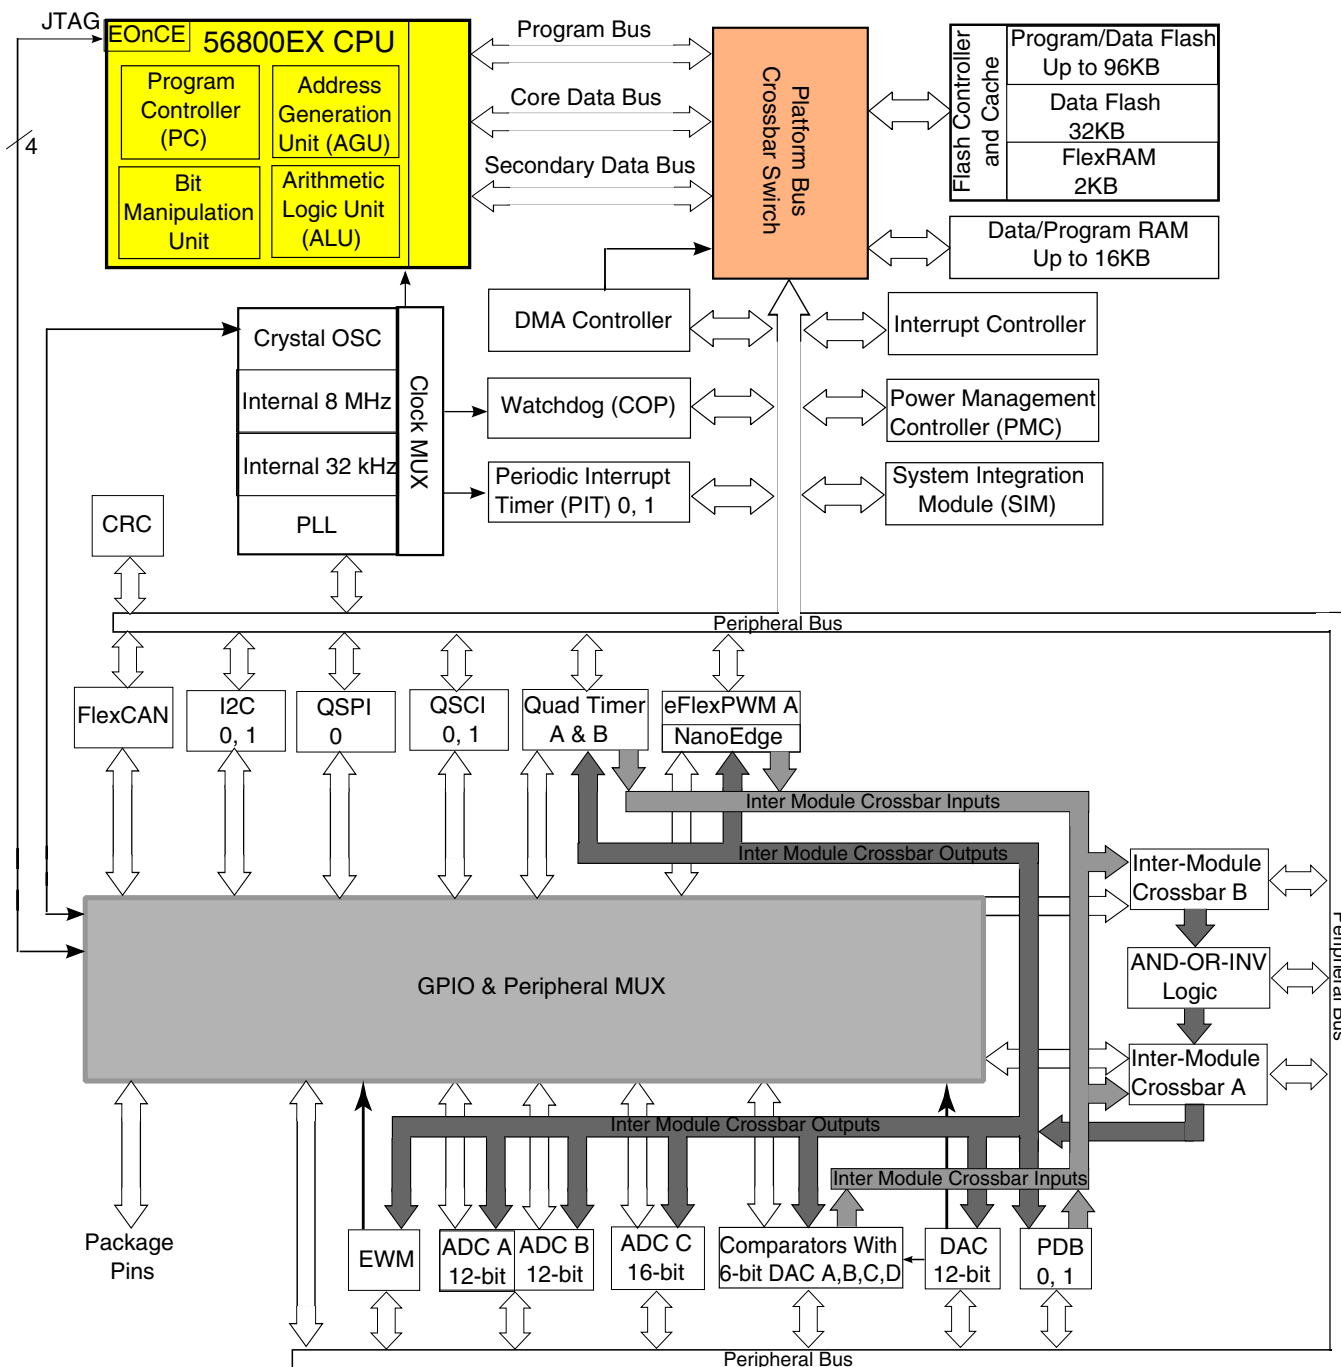 JTAG
EOnCE
56800EX CPU
Program
Controller
(PC)
Address
Generation
Unit (AGU)
Bit
Manipulation
Unit
Arithmetic
Logic Unit
(ALU)
4
Program Bus
Core Data Bus
Secondary Data Bus
Platform Bus
Crossbar Swirch
Flash Controller
and Cache
Program/Data Flash
Up to 96KB
Data Flash
32KB
FlexRAM
2KB
Data/Program RAM
Up to 16KB
DMA Controller
Interrupt Controller
Crystal OSC
Internal 8 MHz
Internal 32 kHz
PLL
Clock MUX
Watchdog (COP)
Power Management
Controller (PMC)
Periodic Interrupt
Timer (PIT) 0, 1
System Integration
Module (SIM)
CRC
Peripheral Bus
FlexCAN
I2C
0, 1
QSPI
0
QSCI
0, 1
Quad Timer
A & B
eFlexPWM A
NanoEdge
Inter Module Crossbar Inputs
Inter Module Crossbar Outputs
Inter-Module
Crossbar B
AND-OR-INV
Logic
Inter-Module
Crossbar A
Peripheral Bus
GPIO & Peripheral MUX
Inter Module Crossbar Outputs
Inter Module Crossbar Inputs
Package
Pins
EWM
ADC A
12-bit
ADC B
12-bit
ADC C
16-bit
Comparators With
6-bit DAC A,B,C,D
DAC
12-bit
PDB
0, 1
Peripheral Bus